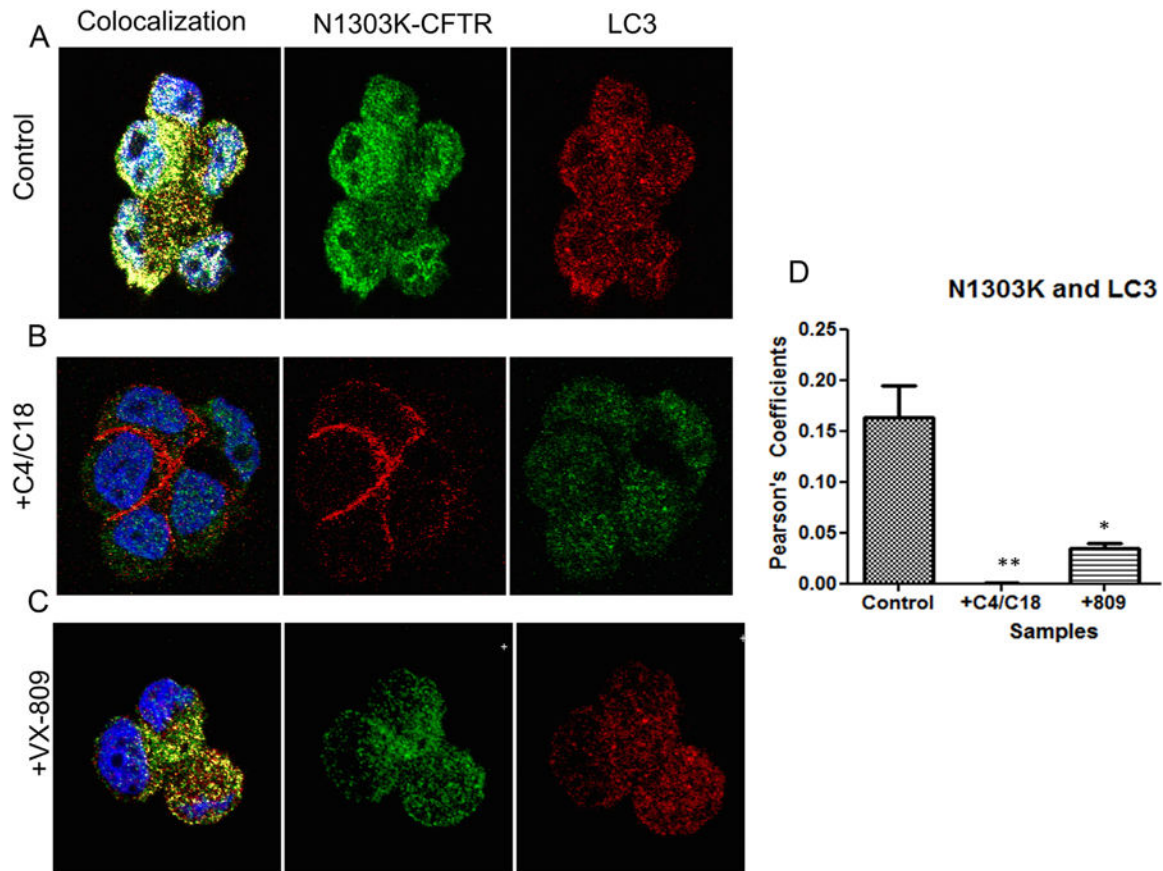 Colocalization N1303K-CFTR LC3
A
Control
B
+C4/C18
C
+VX-809
D
N1303K and LC3
Pearson's Coefficients
0.25
0.20
0.15
0.10
0.05
0.00
**
*
Control +C4/C18 +809
Samples